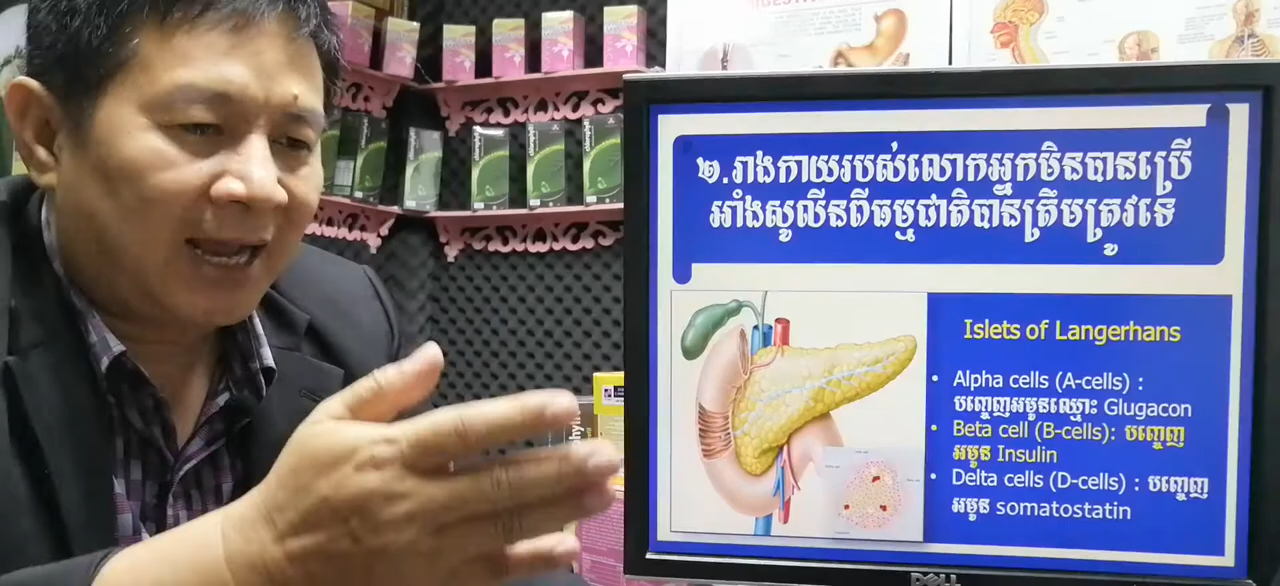 DIGESTIVE
២.រាងកាយរបស់លោកអ្នកមិនបានប្រើ
អាំងសូលីនពីធម្មជាតិបានត្រឹមត្រូវទេ
Islets of Langerhans
• Alpha cells (A-cells) :
បញ្ចេញអរម៉ូនឈ្មោះ Glugacon
• Beta cell (B-cells): បញ្ចេញ
អរម៉ូន Insulin
• Delta cells (D-cells) : បញ្ចេញ
អរម៉ូន somatostatin
chlorophyll
chlorophyll
chlorophyll
DELL